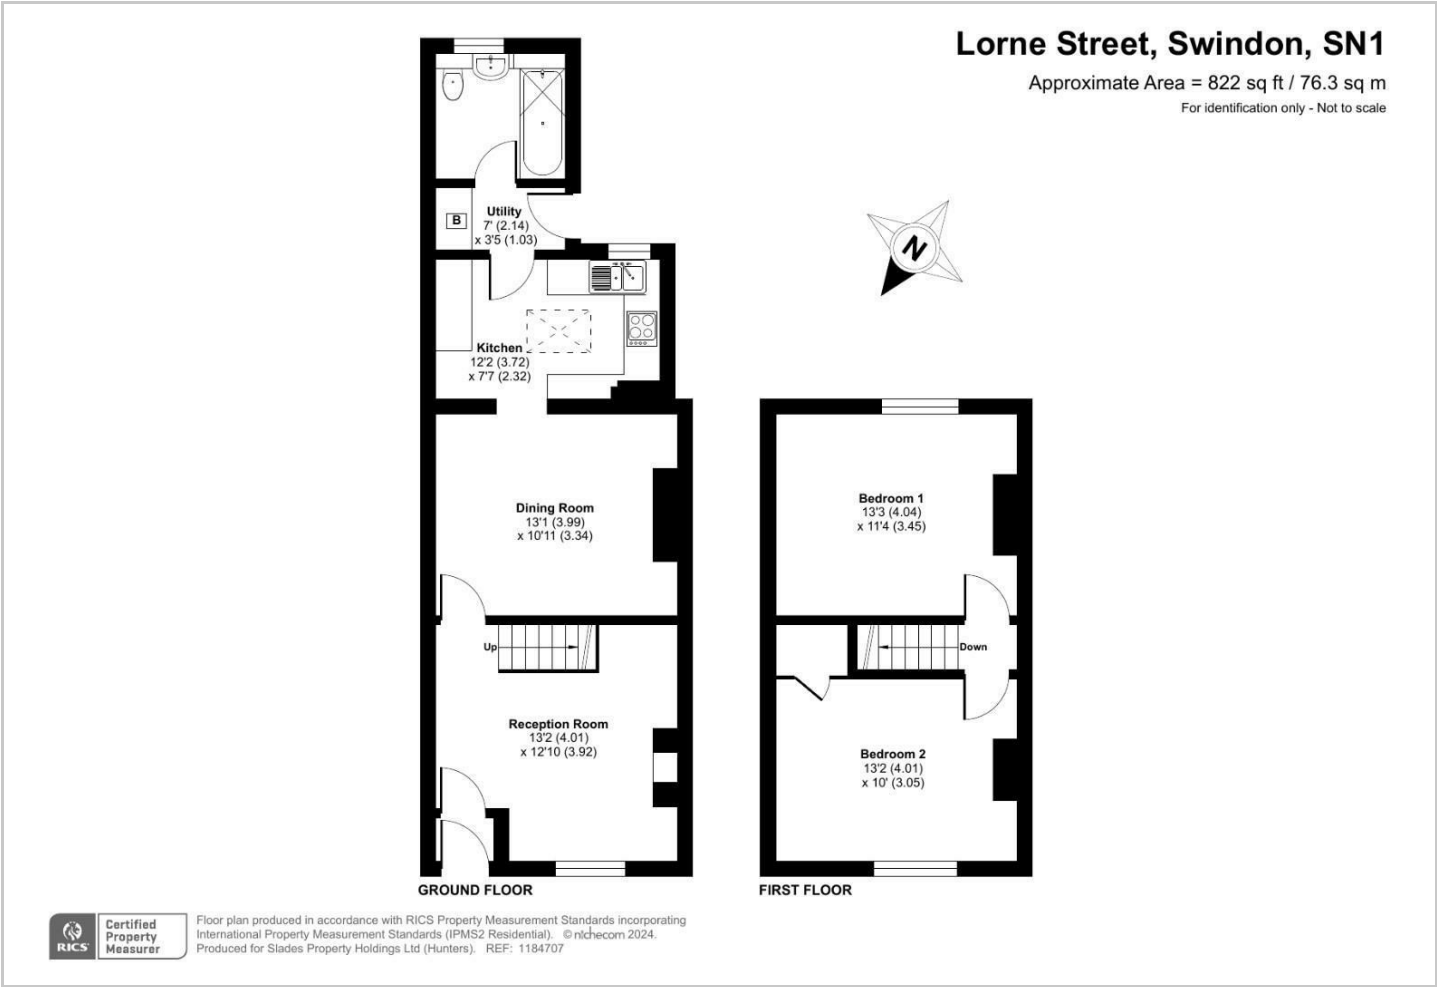 Lorne Street, Swindon, SN1
Approximate Area = 822 sq ft / 76.3 sq m
For identification only - Not to scale
N
B
Utility
7' (2.14)
x 3'5 (1.03)
Kitchen
12'2 (3.72)
x 7'7 (2.32)
Dining Room
13'1 (3.99)
x 10'11 (3.34)
Up
Reception Room
13'2 (4.01)
x 12'10 (3.92)
GROUND FLOOR
Bedroom 1
13'3 (4.04)
x 11'4 (3.45)
Down
Bedroom 2
13'2 (4.01)
x 10' (3.05)
FIRST FLOOR
RICS
Certified
Property
Measurer
Floor plan produced in accordance with RICS Property Measurement Standards incorporating
International Property Measurement Standards (IPMS2 Residential). © nichecom 2024.
Produced for Slades Property Holdings Ltd (Hunters). REF: 1184707